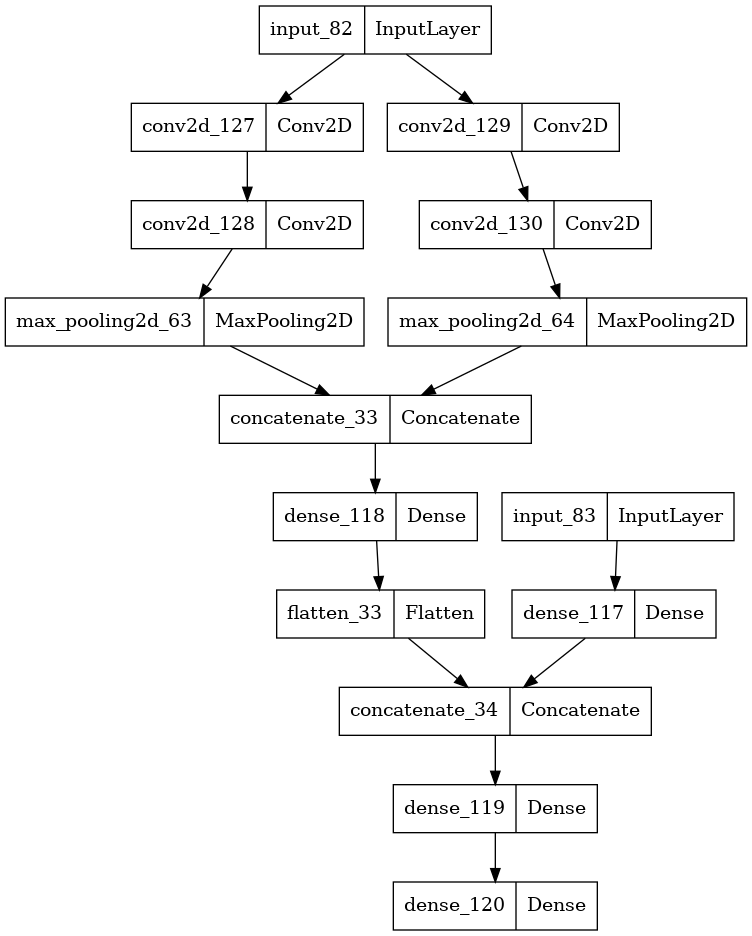 input_82 InputLayer
conv2d_127 Conv2D conv2d_129 Conv2D
conv2d_128 Conv2D conv2d_130 Conv2D
max_pooling2d_63 MaxPooling2D max_pooling2d_64 MaxPooling2D
concatenate_33 Concatenate
dense_118 Dense input_83 InputLayer
flatten_33 Flatten dense_117 Dense
concatenate_34 Concatenate
dense_119 Dense
dense_120 Dense